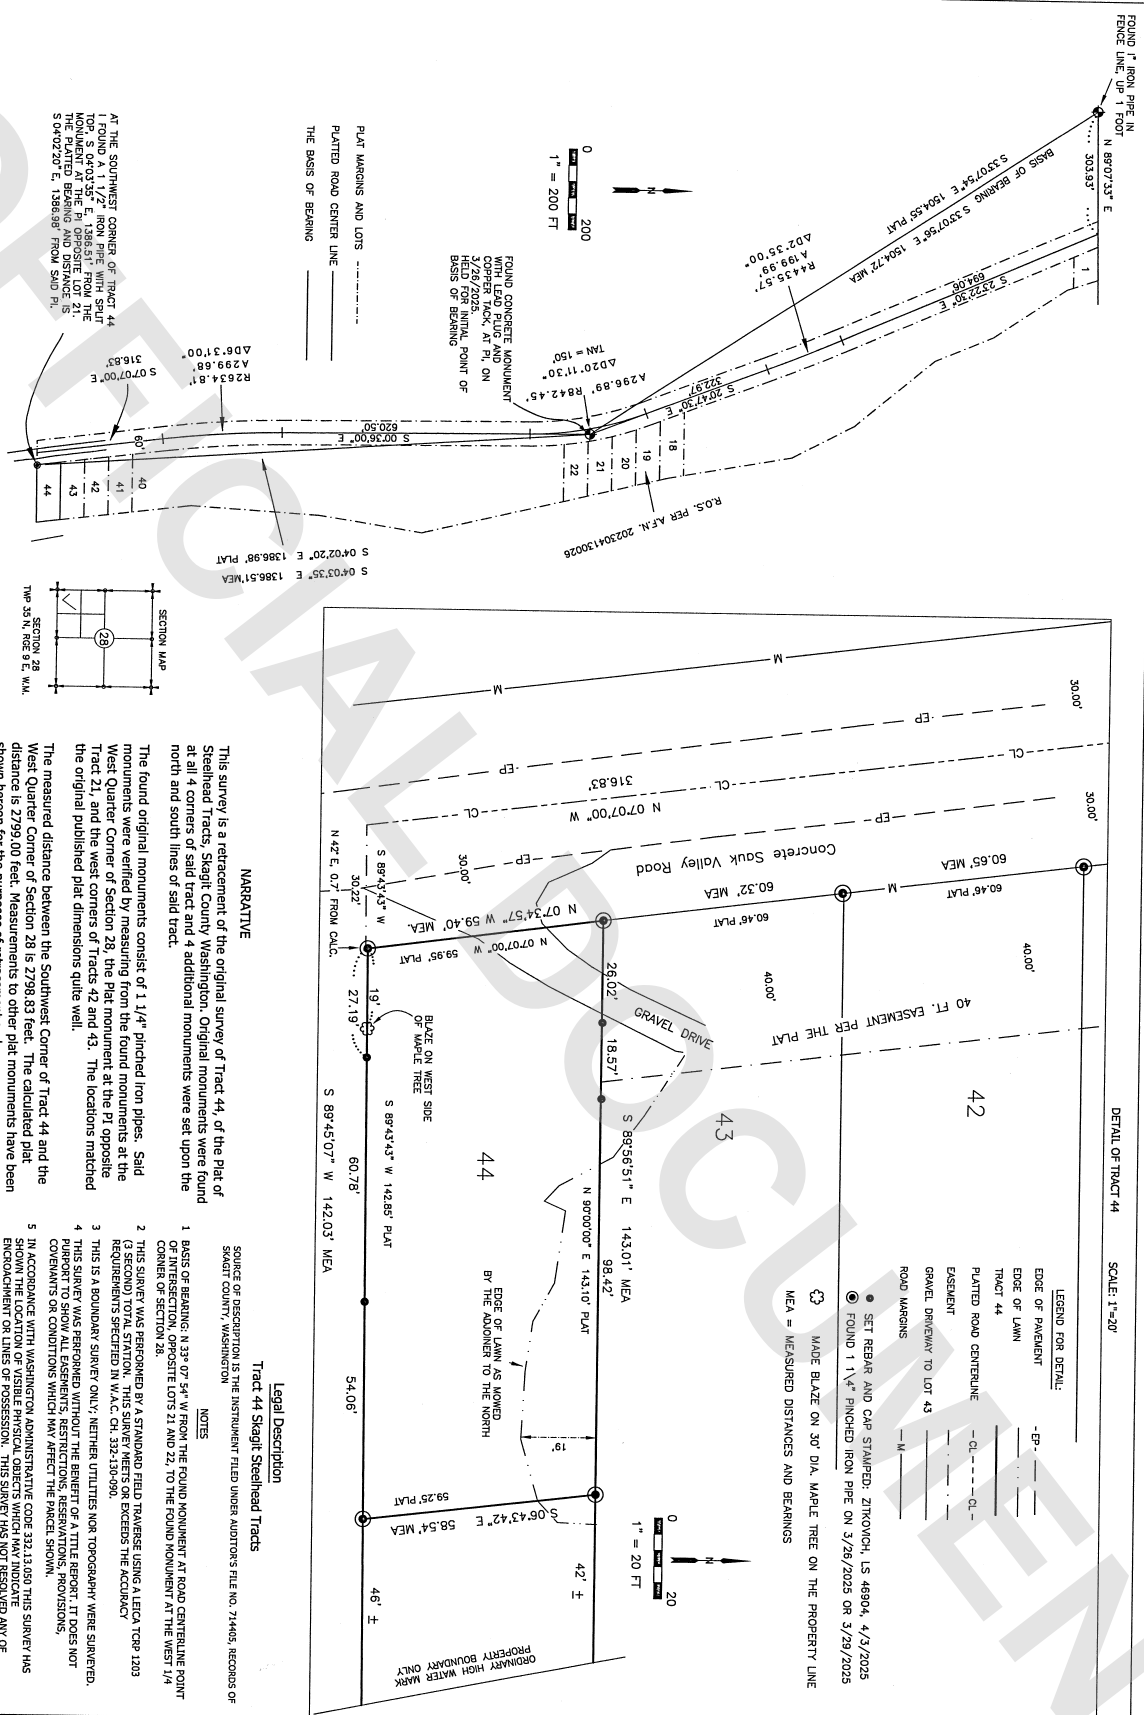 FOUND 1" IRON PIPE IN
FENCE LINE, UP 1 FOOT
N 89°07'33" E
303.93'
BASIS OF BEARING S 33°07'56" E 1504.72' MEA
S 33°07'54" E 1504.55' PLAT
1
694.06'
S 23°22'30" E
R4435.57'
A199.99'
Δ02°35'00"
322.97'
S 20°47'30" E
0
200
1" = 200 FT
N
PLAT MARGINS AND LOTS
PLATTED ROAD CENTER LINE
THE BASIS OF BEARING
FOUND CONCRETE MONUMENT
WITH LEAD PLUG AND
COPPER TACK, AT PI, ON
3/26/2025.
HELD FOR INITIAL POINT OF
BASIS OF BEARING
A296.89' R842.45'
Δ20°11'30"
TAN = 150'
18
19
20
21
22
R.O.S. PER A.F.N. 202304130026
620.50'
S 00°36'00" E
R2634.81'
A299.68'
Δ6°31'00"
S 07°07'00" E
316.83'
60'
40
41
42
43
44
S 04°02'20" E 1386.98' PLAT
S 04°03'35" E 1386.51' MEA
AT THE SOUTHWEST CORNER OF TRACT 44
I FOUND A 1 1/2" IRON PIPE WITH SPLIT
TOP, S 04°03'35" E, 1386.51' FROM THE
MONUMENT AT THE PI OPPOSITE LOT 21.
THE PLATTED BEARING AND DISTANCE IS
S 04°02'20" E, 1386.98' FROM SAID PI.
SECTION MAP
28
SECTION 28
TWP 35 N, RGE 9 E, W.M.
DETAIL OF TRACT 44
SCALE: 1"=20'
30.00'
30.00'
30.00'
M
M
M
EP
EP
EP
EP
CL
CL
CL
316.83'
N 07°07'00" W
Concrete Sauk Valley Road
60.65' MEA
60.46' PLAT
60.32' MEA
60.46' PLAT
N 07°34'57" W 59.40' MEA.
N 07°07'00" W 59.95' PLAT
40.00'
40.00'
40 FT. EASEMENT PER THE PLAT
GRAVEL DRIVE
42
43
44
26.02'
18.57'
98.42'
S 89°56'51" E 143.01' MEA
N 90°00'00" E 143.10' PLAT
EDGE OF LAWN AS MOWED
BY THE ADJOINER TO THE NORTH
19'
S 89°43'43" W
30.22'
N 42° E, 0.7' FROM CALC.
19'
27.19'
BLAZE ON WEST SIDE
OF MAPLE TREE
S 89°43'43" W 142.85' PLAT
60.78'
54.06'
S 89°45'07" W 142.03' MEA
S 06°43'42" E 58.54' MEA
59.25' PLAT
42' ±
46' ±
ORDINARY HIGH WATER MARK
PROPERTY BOUNDARY ONLY
LEGEND FOR DETAIL:
EDGE OF PAVEMENT -EP-
EDGE OF LAWN
TRACT 44
PLATTED ROAD CENTERLINE -CL- - - -CL-
EASEMENT
GRAVEL DRIVEWAY TO LOT 43
ROAD MARGINS M
SET REBAR AND CAP STAMPED: ZITKOVICH, LS 46904, 4/3/2025
FOUND 1 1\4" PINCHED IRON PIPE ON 3/26/2025 OR 3/29/2025
MADE BLAZE ON 30' DIA. MAPLE TREE ON THE PROPERTY LINE
MEA = MEASURED DISTANCES AND BEARINGS
0
20
1" = 20 FT
N
NARRATIVE
This survey is a retracement of the original survey of Tract 44, of the Plat of
Steelhead Tracts, Skagit County Washington. Original monuments were found
at all 4 corners of said tract and 4 additional monuments were set upon the
north and south lines of said tract.
The found original monuments consist of 1 1/4" pinched iron pipes. Said
monuments were verified by measuring from the found monuments at the
West Quarter Corner of Section 28, the Plat monument at the PI opposite
Tract 21, and the west corners of Tracts 42 and 43. The locations matched
the original published plat dimensions quite well.
The measured distance between the Southwest Corner of Tract 44 and the
West Quarter Corner of Section 28 is 2798.83 feet. The calculated plat
distance is 2799.00 feet. Measurements to other plat monuments have been
Legal Description
Tract 44 Skagit Steelhead Tracts
SOURCE OF DESCRIPTION IS THE INSTRUMENT FILED UNDER AUDITOR'S FILE NO. 714405, RECORDS OF
SKAGIT COUNTY, WASHINGTON
NOTES
1 BASIS OF BEARING: N 33° 07' 54" W FROM THE FOUND MONUMENT AT ROAD CENTERLINE POINT
OF INTERSECTION, OPPOSITE LOTS 21 AND 22, TO THE FOUND MONUMENT AT THE WEST 1/4
CORNER OF SECTION 28.
2 THIS SURVEY WAS PERFORMED BY A STANDARD FIELD TRAVERSE USING A LEICA TCRP 1203
(3 SECOND) TOTAL STATION. THIS SURVEY MEETS OR EXCEEDS THE ACCURACY
REQUIREMENTS SPECIFIED IN W.A.C. CH. 332-130-090.
3 THIS IS A BOUNDARY SURVEY ONLY; NEITHER UTILITIES NOR TOPOGRAPHY WERE SURVEYED.
4 THIS SURVEY WAS PERFORMED WITHOUT THE BENEFIT OF A TITLE REPORT. IT DOES NOT
PURPORT TO SHOW ALL EASEMENTS, RESTRICTIONS, RESERVATIONS, PROVISIONS,
COVENANTS OR CONDITIONS WHICH MAY AFFECT THE PARCEL SHOWN.
5 IN ACCORDANCE WITH WASHINGTON ADMINISTRATIVE CODE 332.13.050 THIS SURVEY HAS
SHOWN THE LOCATION OF VISIBLE PHYSICAL OBJECTS WHICH MAY INDICATE
ENCROACHMENT OR LINES OF POSSESSION. THIS SURVEY HAS NOT RESOLVED ANY OF
OFFICIAL DOCUMEN